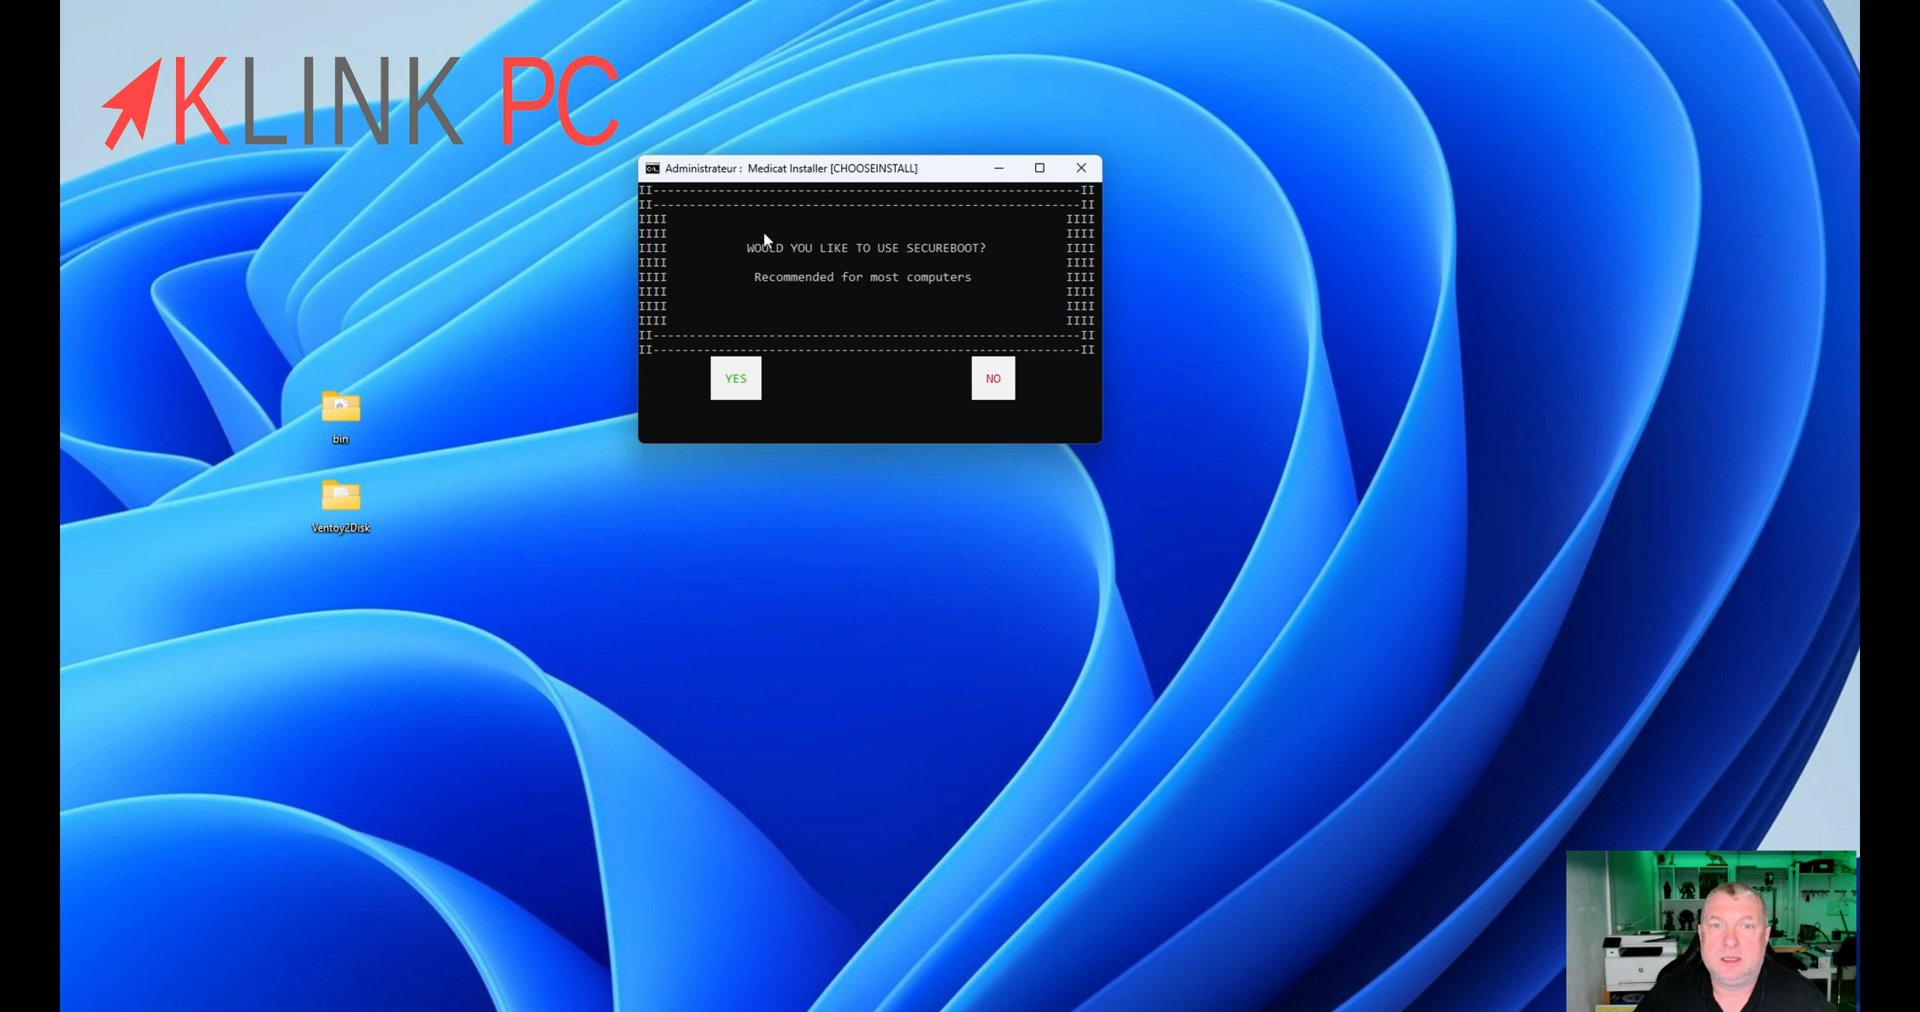 KLINK PC
Administrateur : Medicat Installer [CHOOSEINSTALL]
II-----------------------------------------------------------II
II-----------------------------------------------------------II
IIII IIII
IIII IIII
IIII WOULD YOU LIKE TO USE SECUREBOOT? IIII
IIII IIII
IIII Recommended for most computers IIII
IIII IIII
IIII IIII
IIII IIII
II-----------------------------------------------------------II
II-----------------------------------------------------------II
YES NO
bin
Ventoy2Disk